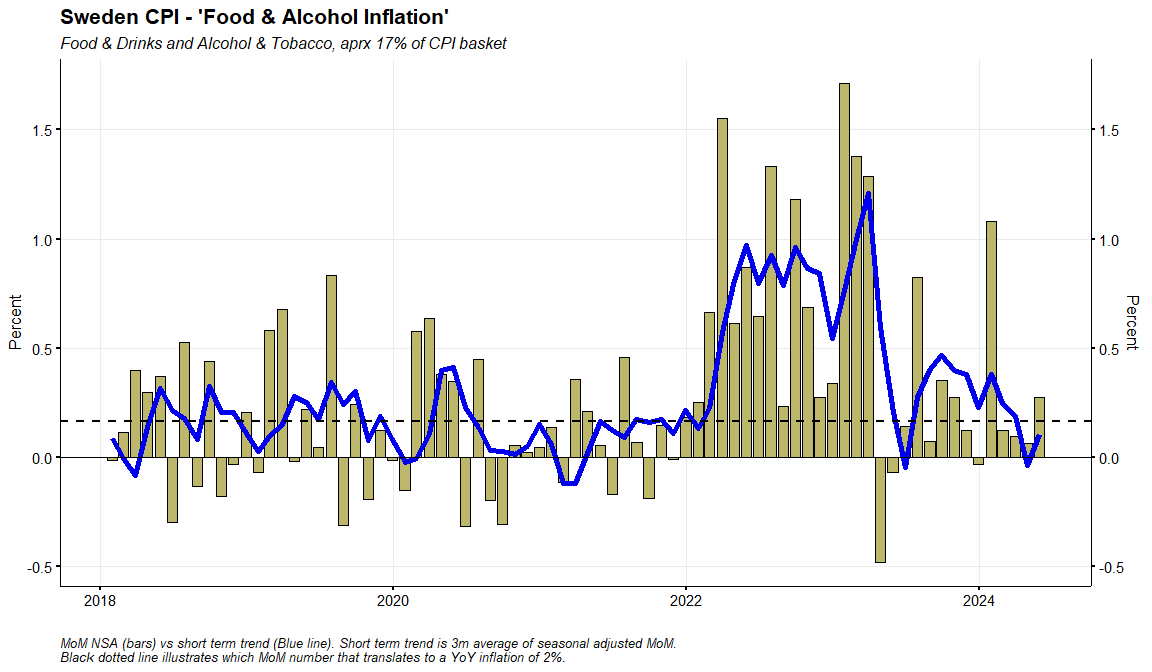 Sweden CPI - 'Food & Alcohol Inflation'
Food & Drinks and Alcohol & Tobacco, aprx 17% of CPI basket
1.5
1.0
0.5
0.0
-0.5
Percent
1.5
1.0
0.5
0.0
-0.5
Percent
2018 2020 2022 2024
MoM NSA (bars) vs short term trend (Blue line). Short term trend is 3m average of seasonal adjusted MoM.
Black dotted line illustrates which MoM number that translates to a YoY inflation of 2%.